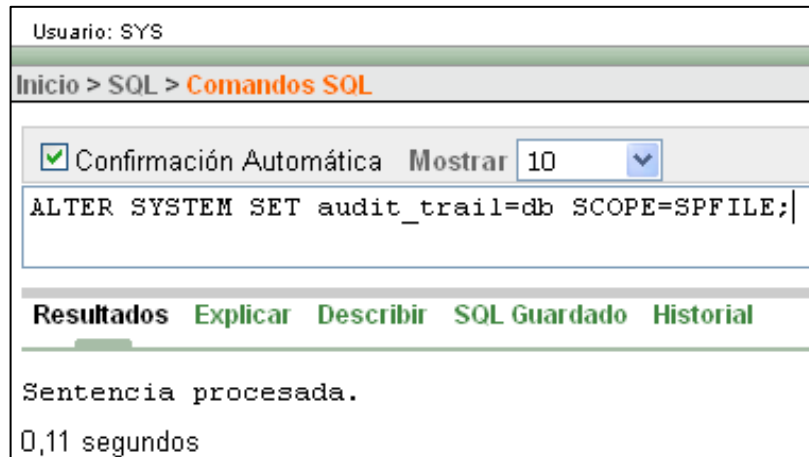 Usuario: SYS
Inicio > SQL > Comandos SQL
Confirmación Automática Mostrar 10
ALTER SYSTEM SET audit_trail=db SCOPE=SPFILE;
Resultados Explicar Describir SQL Guardado Historial
Sentencia procesada.
0,11 segundos